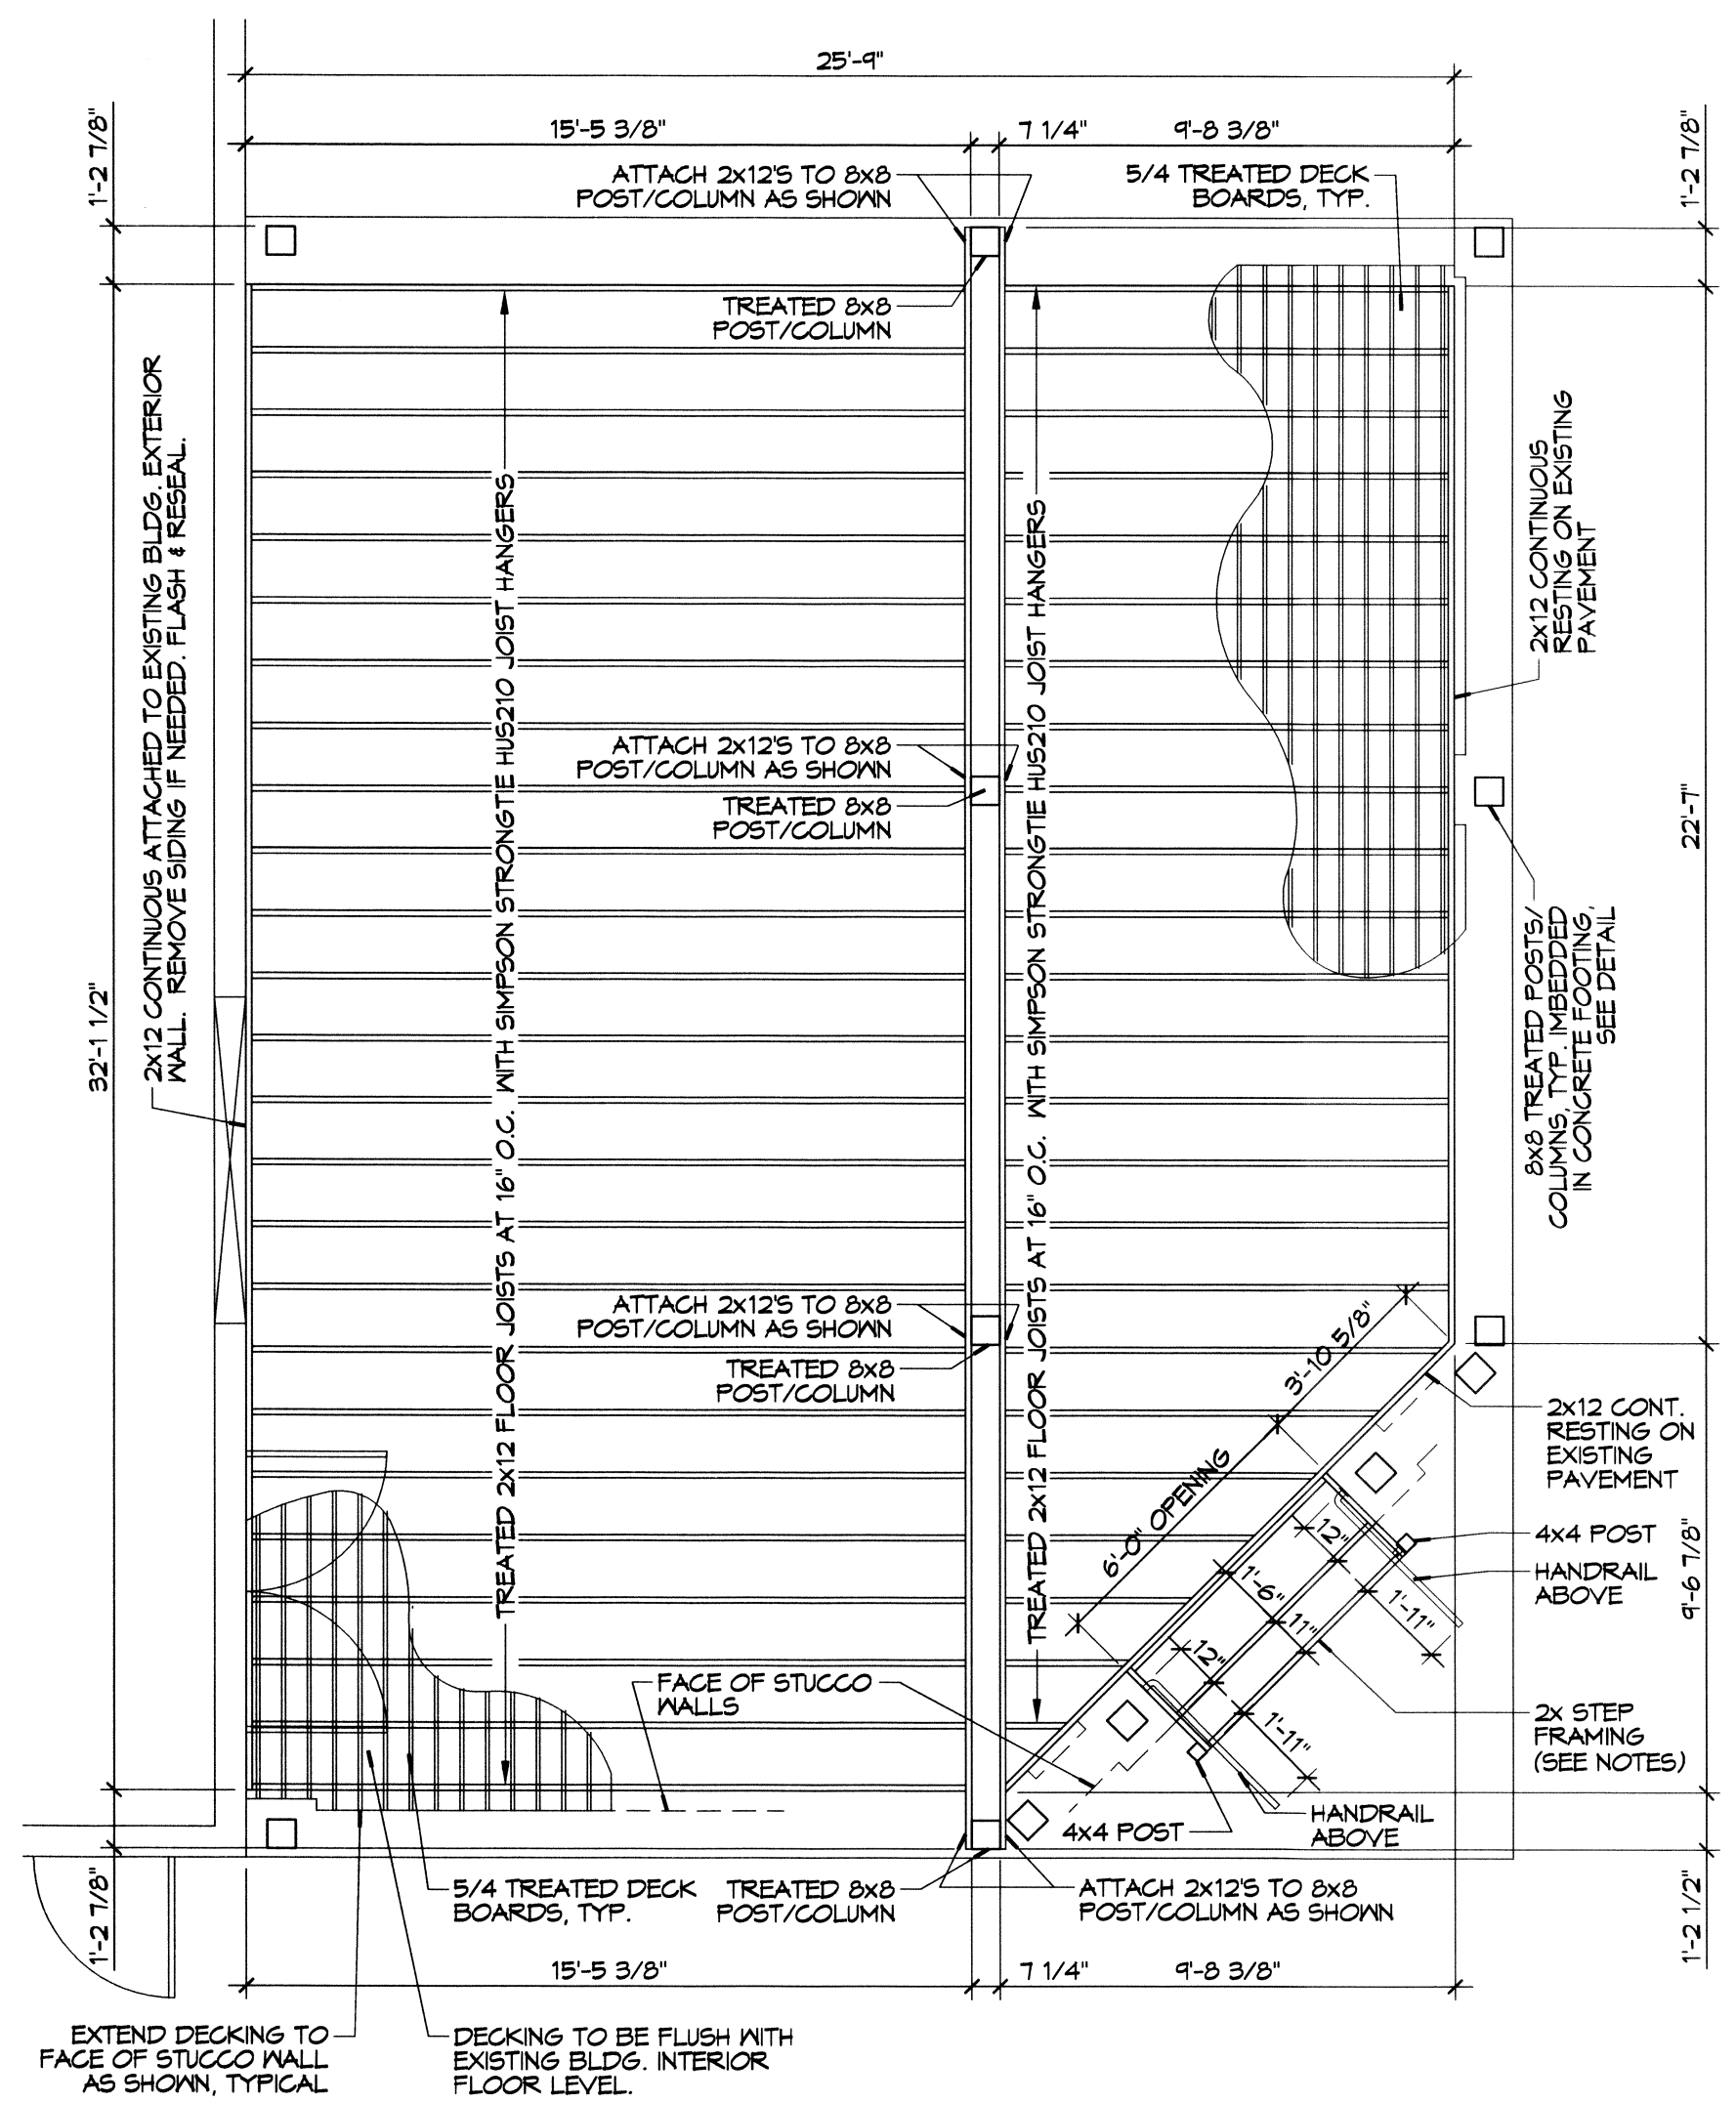 25'-9"
15'-5 3/8"
7 1/4"
9'-8 3/8"
1'-2 7/8"
1'-2 7/8"
ATTACH 2x12'S TO 8x8
POST/COLUMN AS SHOWN
5/4 TREATED DECK
BOARDS, TYP.
TREATED 8x8
POST/COLUMN
2x12 CONTINUOUS ATTACHED TO EXISTING BLDG. EXTERIOR
WALL. REMOVE SIDING IF NEEDED. FLASH & RESEAL.
TREATED 2x12 FLOOR JOISTS AT 16" O.C. WITH SIMPSON STRONGTIE HUS210 JOIST HANGERS
TREATED 2x12 FLOOR JOISTS AT 16" O.C. WITH SIMPSON STRONGTIE HUS210 JOIST HANGERS
2x12 CONTINUOUS
RESTING ON EXISTING
PAVEMENT
ATTACH 2x12'S TO 8x8
POST/COLUMN AS SHOWN
TREATED 8x8
POST/COLUMN
22'-7"
32'-1 1/2"
8x8 TREATED POSTS/
COLUMNS, TYP. IMBEDDED
IN CONCRETE FOOTING,
SEE DETAIL
ATTACH 2x12'S TO 8x8
POST/COLUMN AS SHOWN
TREATED 8x8
POST/COLUMN
3'-10 5/8"
6'-0" OPENING
2x12 CONT.
RESTING ON
EXISTING
PAVEMENT
4x4 POST
HANDRAIL
ABOVE
9'-6 7/8"
12"
1'-6"
11"
1'-11"
12"
1'-11"
FACE OF STUCCO
WALLS
2x STEP
FRAMING
(SEE NOTES)
HANDRAIL
ABOVE
4x4 POST
1'-2 7/8"
5/4 TREATED DECK
BOARDS, TYP.
TREATED 8x8
POST/COLUMN
ATTACH 2x12'S TO 8x8
POST/COLUMN AS SHOWN
1'-2 1/2"
15'-5 3/8"
7 1/4"
9'-8 3/8"
EXTEND DECKING TO
FACE OF STUCCO WALL
AS SHOWN, TYPICAL
DECKING TO BE FLUSH WITH
EXISTING BLDG. INTERIOR
FLOOR LEVEL.